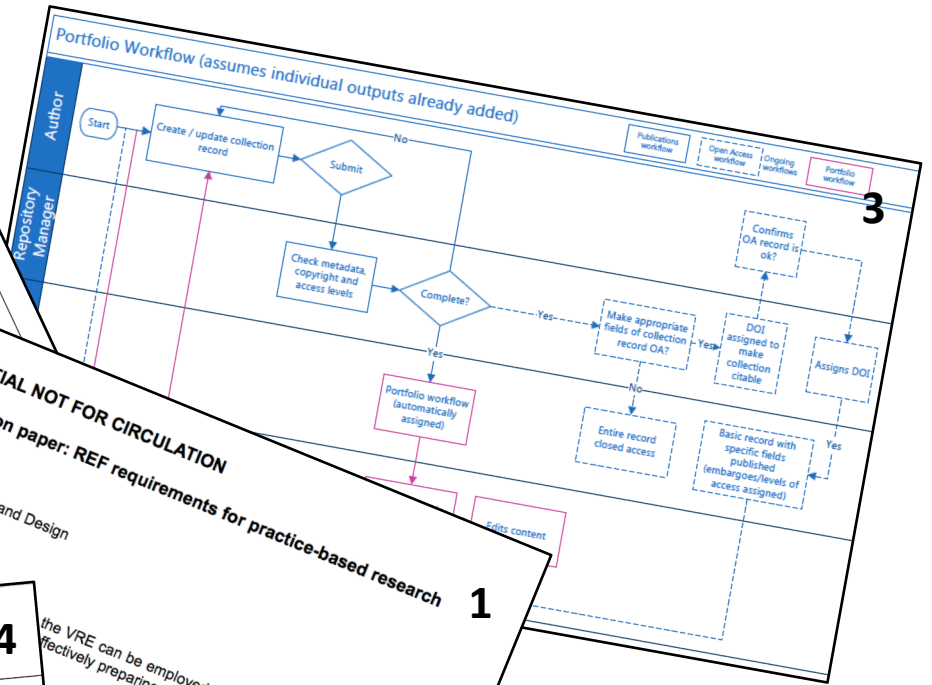 Portfolio Workflow (assumes individual outputs already added)
Author
Repository
Manager
Start
Create / update collection
record
Submit
No
Publications
workflow
Open Access
workflow
Ongoing
workflows
Portfolio
workflow
3
Check metadata,
copyright and
access levels
Complete?
Yes
Yes
Make appropriate
fields of collection
record OA?
Yes
No
DOI
assigned to
make
collection
citable
Confirms
OA record is
ok?
Assigns DOI
Yes
Portfolio workflow
(automatically
assigned)
Entire record
closed access
Basic record with
specific fields
published
(embargoes/levels of
access assigned)
Edits content
NOT FOR CIRCULATION
paper: REF requirements for practice-based research
and Design
1
4
the VRE can be employed